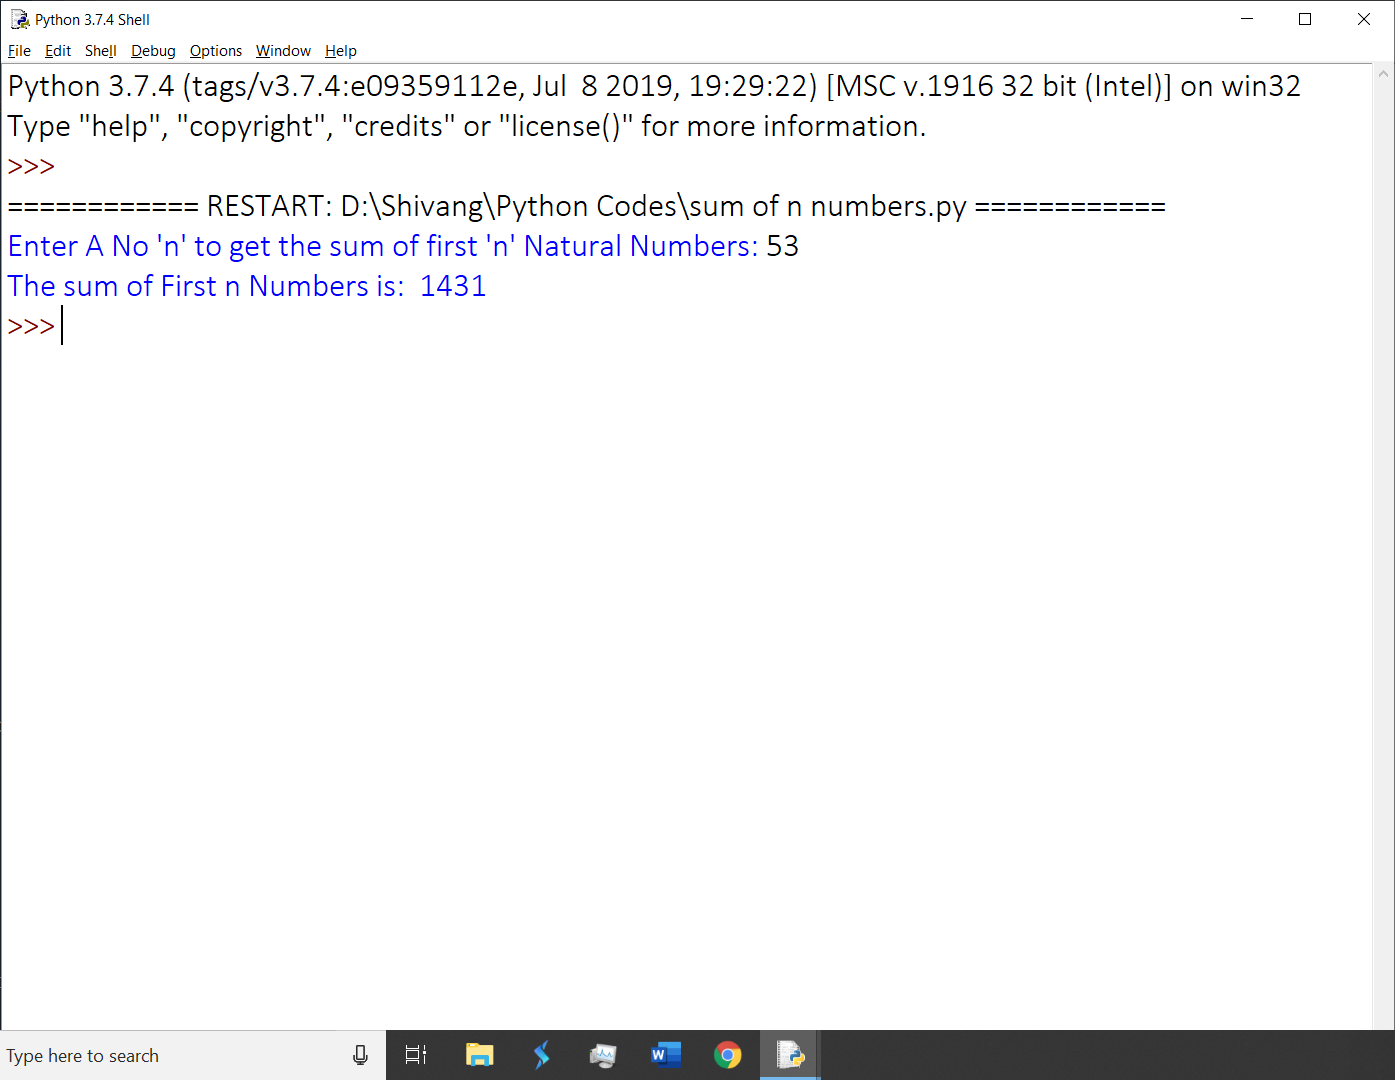 Python 3.7.4 Shell
File Edit Shell Debug Options Window Help
Python 3.7.4 (tags/v3.7.4:e09359112e, Jul  8 2019, 19:29:22) [MSC v.1916 32 bit (Intel)] on win32
Type "help", "copyright", "credits" or "license()" for more information.
>>>
============ RESTART: D:\Shivang\Python Codes\sum of n numbers.py ============
Enter A No 'n' to get the sum of first 'n' Natural Numbers: 53
The sum of First n Numbers is:  1431
>>>
Type here to search